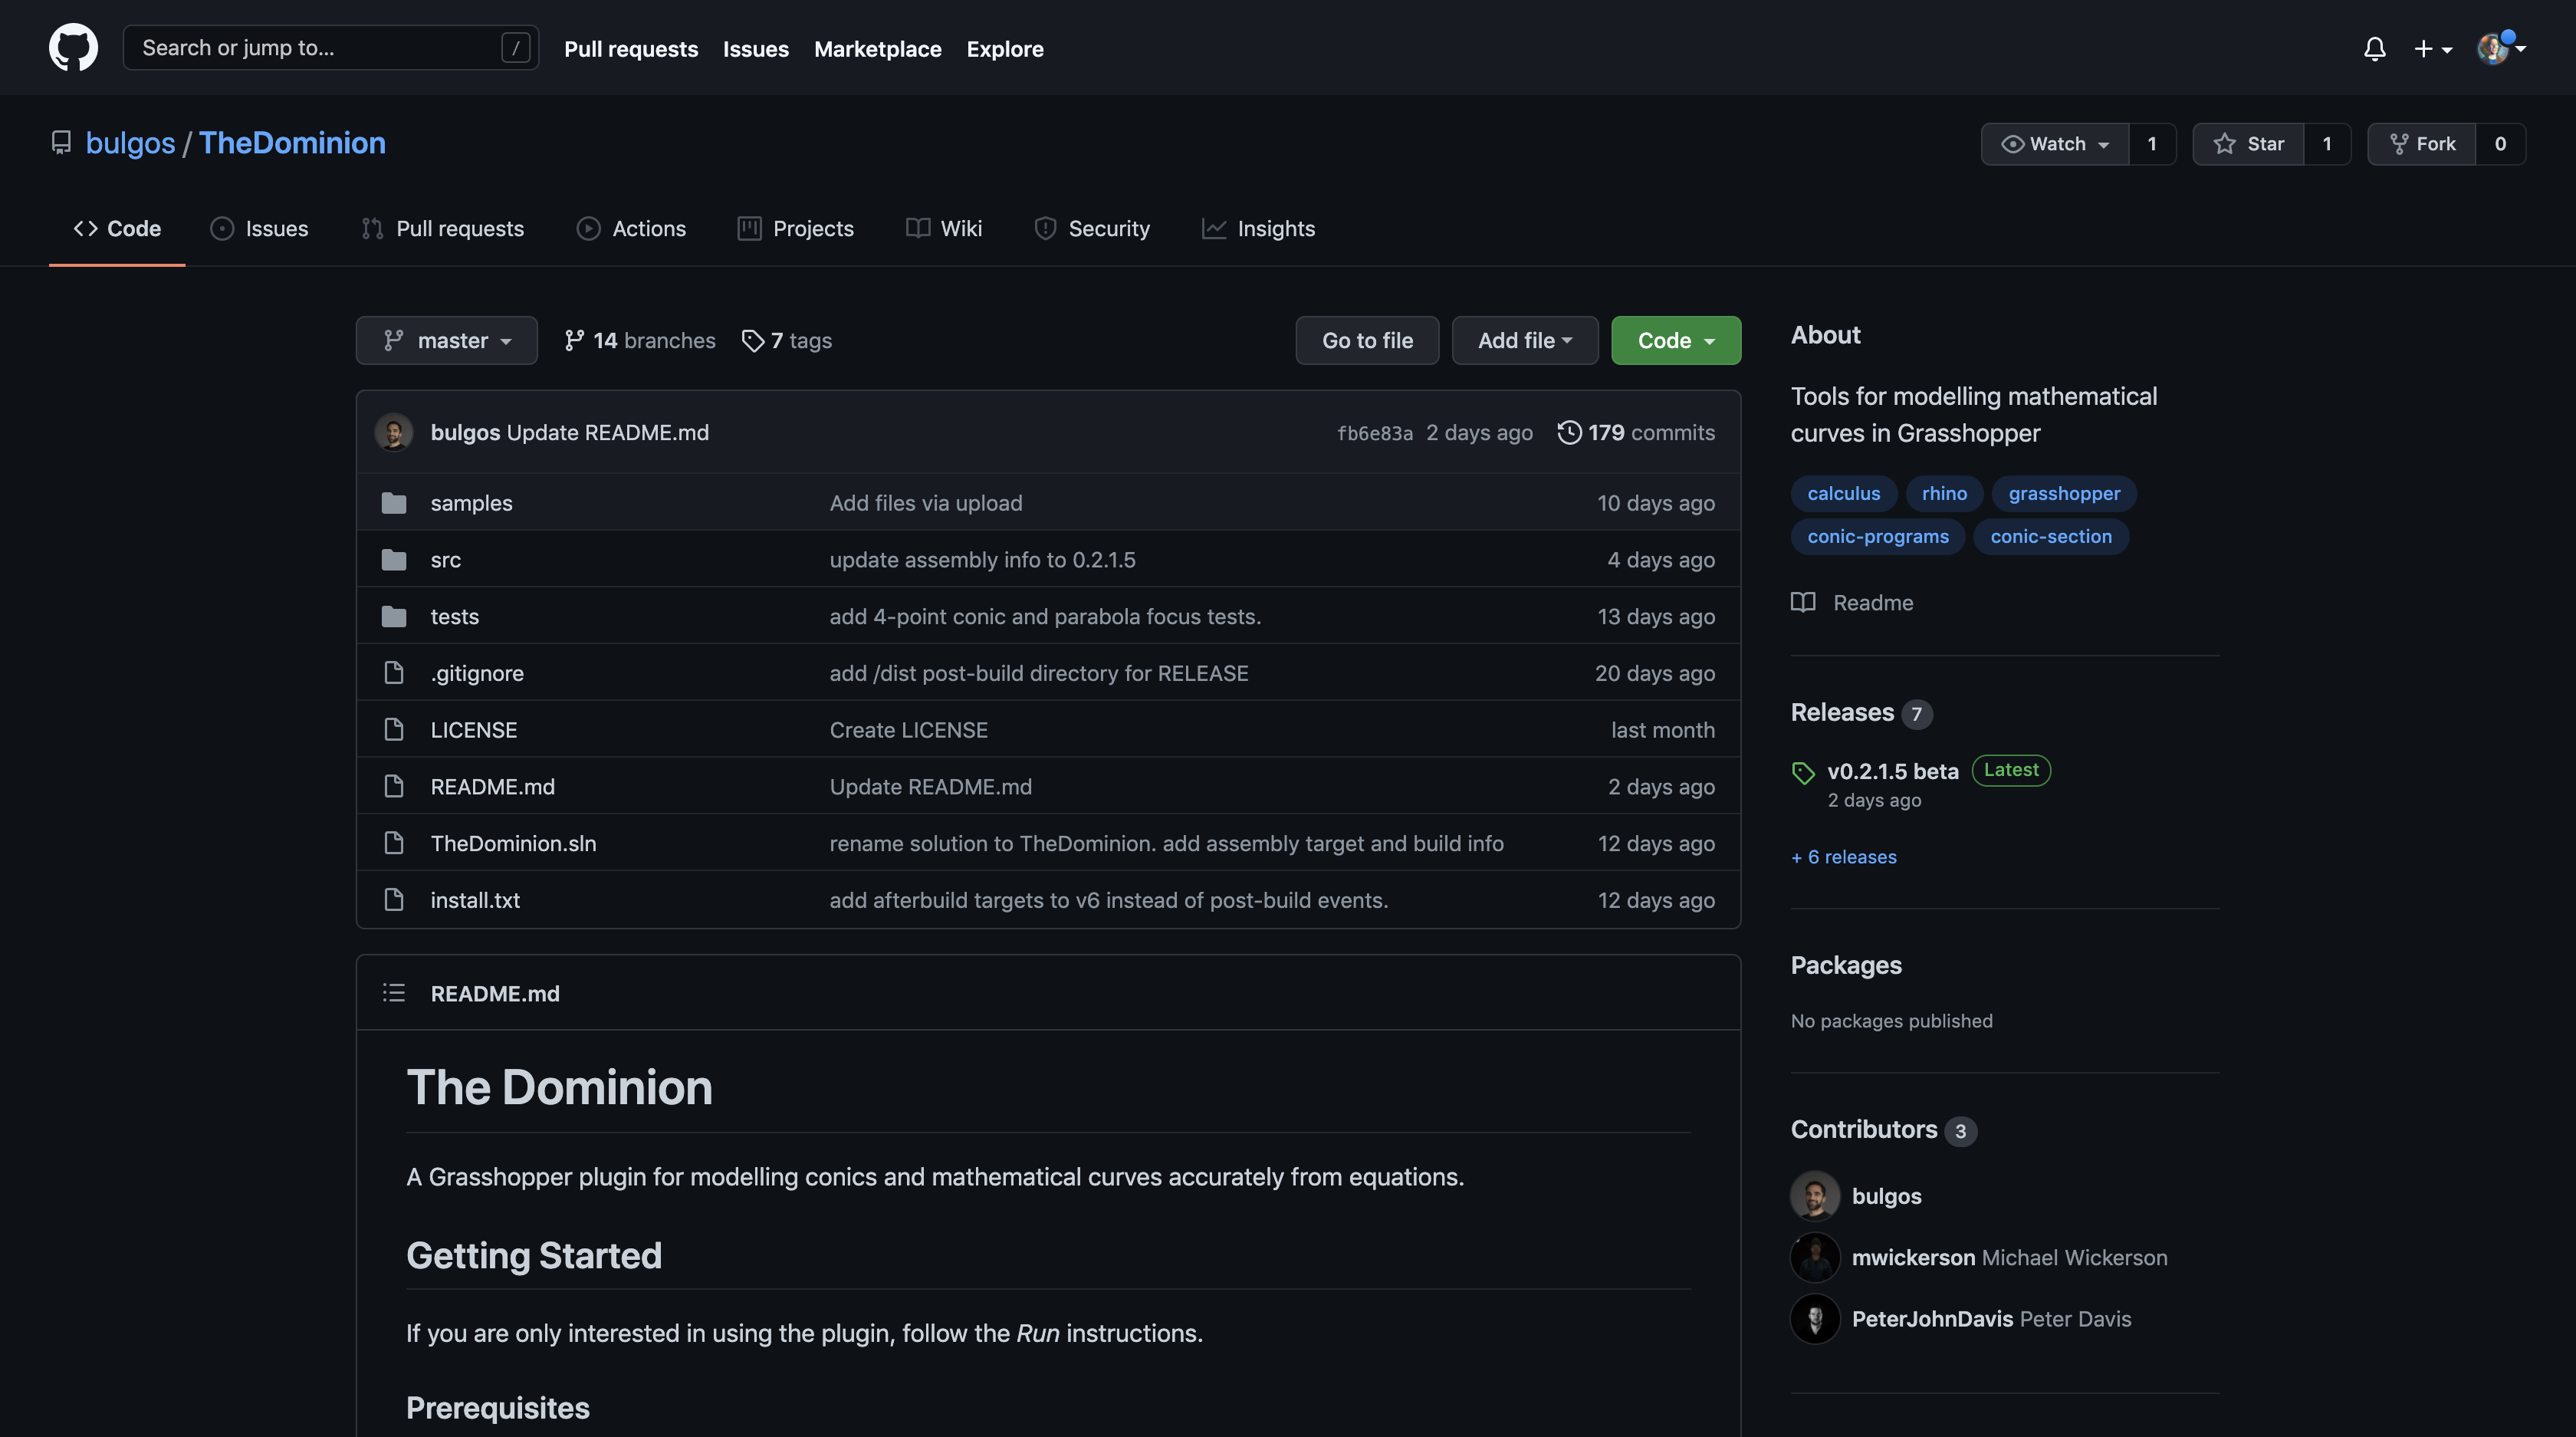 Search or jump to... /
Pull requests Issues Marketplace Explore
bulgos / TheDominion
Watch 1 Star 1 Fork 0
Code Issues Pull requests Actions Projects Wiki Security Insights
master 14 branches 7 tags Go to file Add file Code
bulgos Update README.md fb6e83a 2 days ago 179 commits
samples Add files via upload 10 days ago
src update assembly info to 0.2.1.5 4 days ago
tests add 4-point conic and parabola focus tests. 13 days ago
.gitignore add /dist post-build directory for RELEASE 20 days ago
LICENSE Create LICENSE last month
README.md Update README.md 2 days ago
TheDominion.sln rename solution to TheDominion. add assembly target and build info 12 days ago
install.txt add afterbuild targets to v6 instead of post-build events. 12 days ago
README.md
The Dominion
A Grasshopper plugin for modelling conics and mathematical curves accurately from equations.
Getting Started
If you are only interested in using the plugin, follow the Run instructions.
Prerequisites
About
Tools for modelling mathematical
curves in Grasshopper
calculus rhino grasshopper
conic-programs conic-section
Readme
Releases 7
v0.2.1.5 beta Latest
2 days ago
+ 6 releases
Packages
No packages published
Contributors 3
bulgos
mwickerson Michael Wickerson
PeterJohnDavis Peter Davis